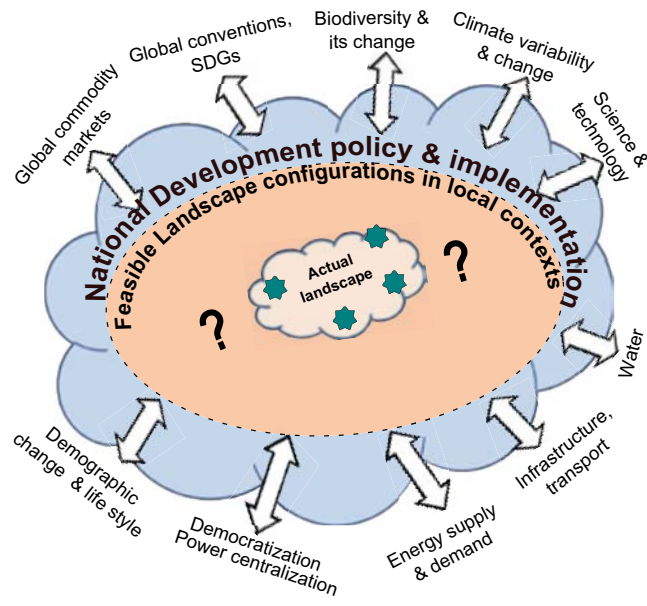 Global conventions,
SDGs
Biodiversity &
its change
Climate variability
& change
Global commodity
markets
Science &
technology
National Development policy & implementation
Feasible Landscape configurations in local contexts
Actual
landscape
?
?
Water
Demographic
change & life style
Democratization
Power centralization
Energy supply
& demand
Infrastructure,
transport